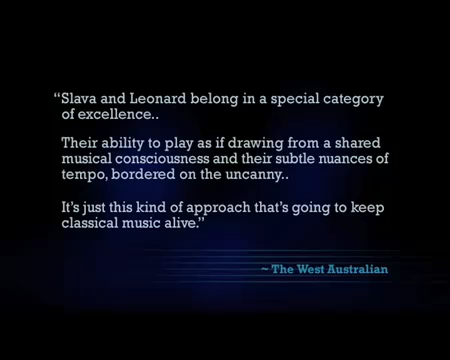 “Slava and Leonard belong in a special category
of excellence..
Their ability to play as if drawing from a shared
musical consciousness and their subtle nuances of
tempo, bordered on the uncanny..
It's just this kind of approach that's going to keep
classical music alive.”
~ The West Australian